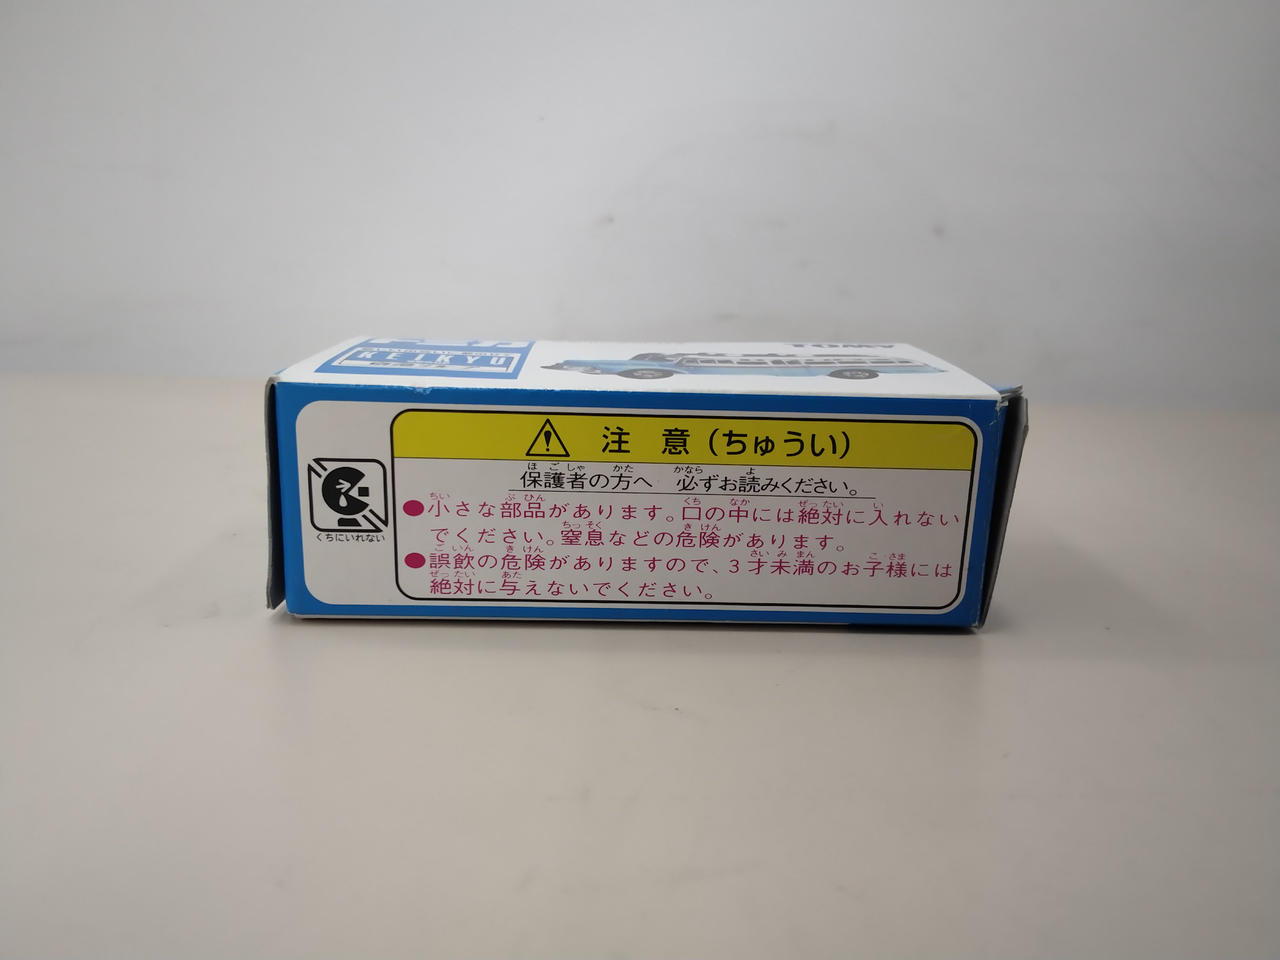 KEIKYU
TOMY
注 意(ちゅうい)
保護者の方へ 必ずお読みください。
●小さな部品があります。口の中には絶対に入れない
でください。窒息などの危険があります。
●誤飲の危険がありますので、3才未満のお子様には
絶対に与えないでください。
くちにいれない